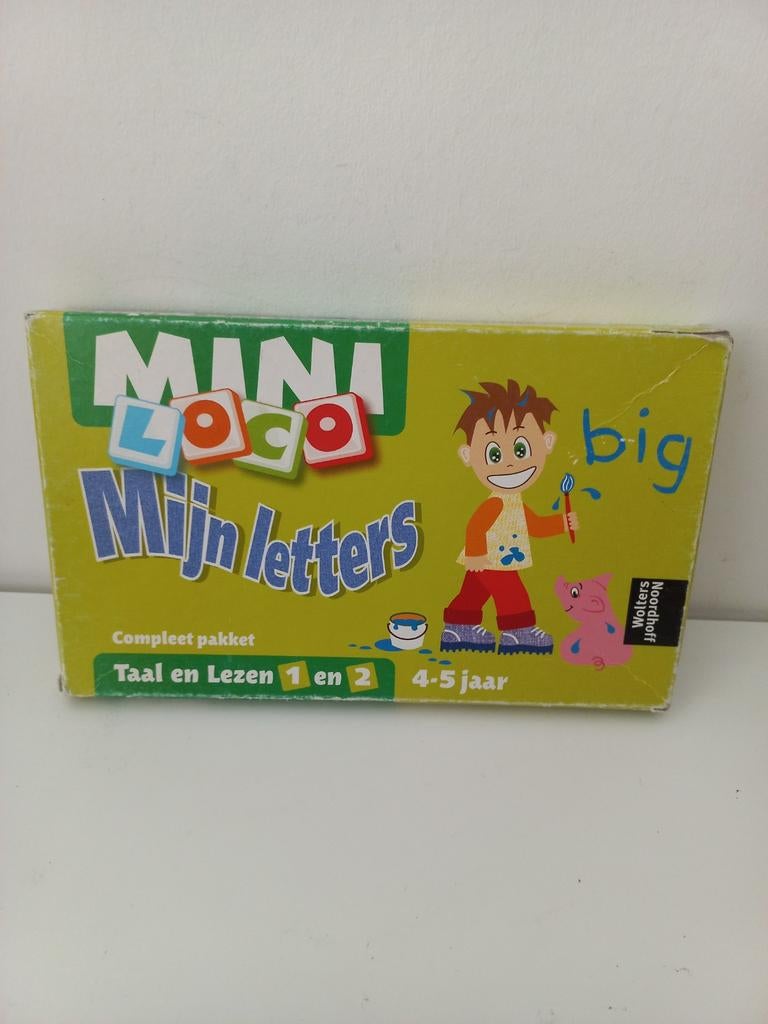 MINI
LOCO
Mijn letters
big
Wolters
Noordhoff
Compleet pakket
Taal en Lezen 1 en 2
4-5 jaar